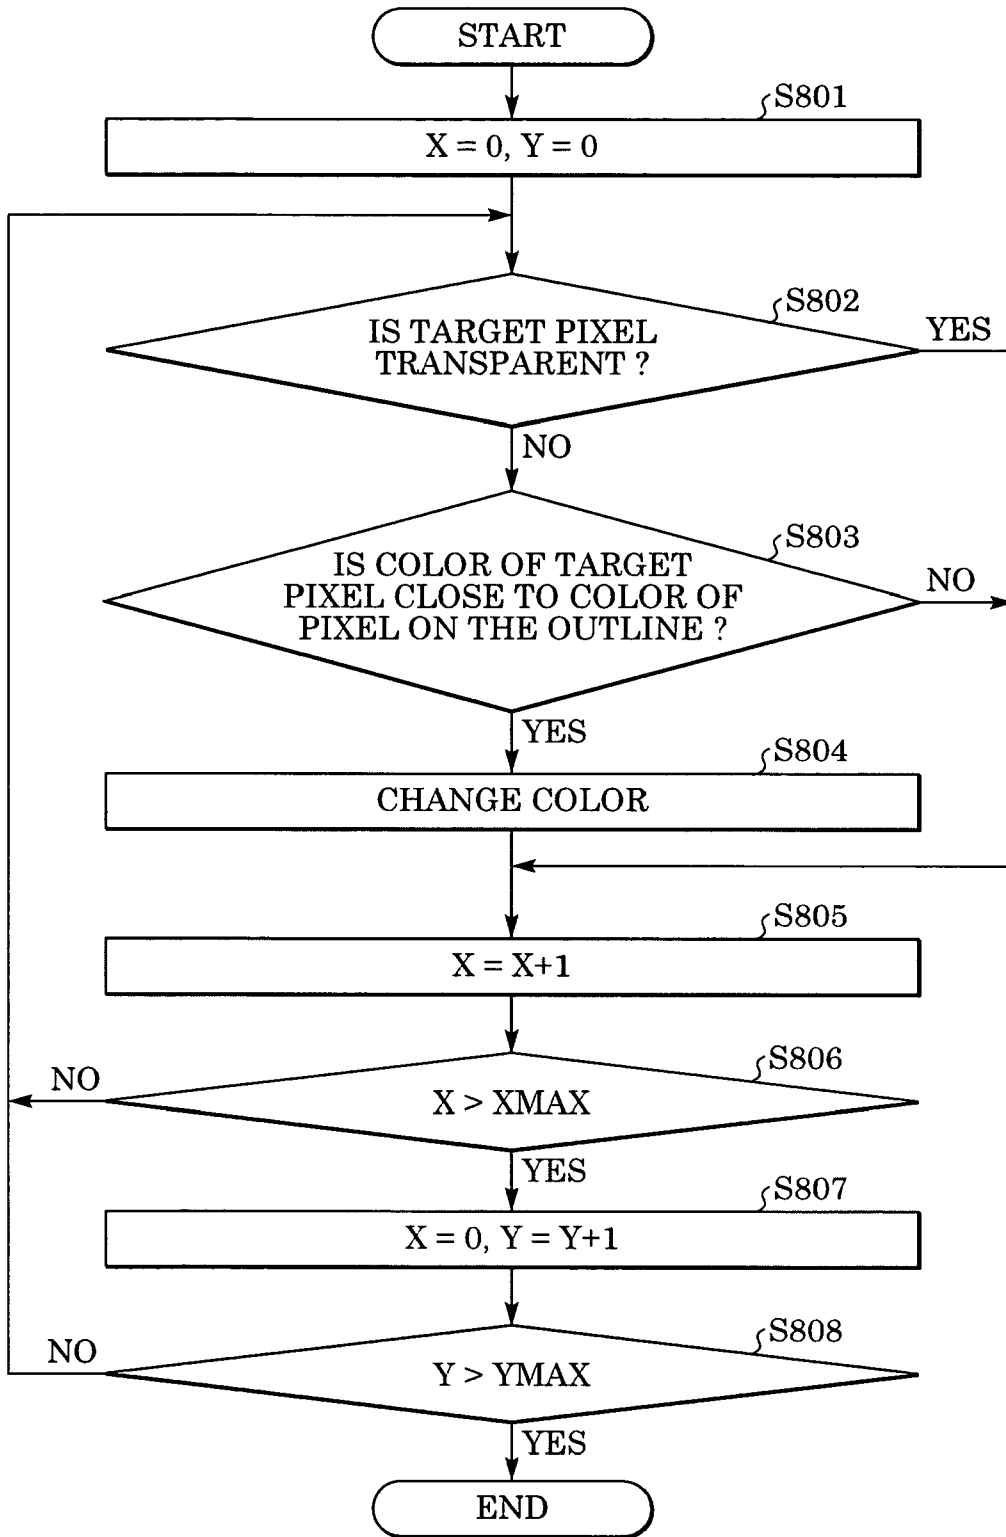 START
S801
X = 0, Y = 0
S802
IS TARGET PIXEL
TRANSPARENT ?
YES
NO
S803
IS COLOR OF TARGET
PIXEL CLOSE TO COLOR OF
PIXEL ON THE OUTLINE ?
NO
YES
S804
CHANGE COLOR
S805
X = X+1
S806
NO
X > XMAX
YES
S807
X = 0, Y = Y+1
S808
NO
Y > YMAX
YES
END